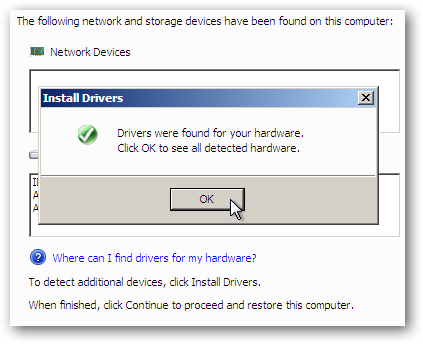 The following network and storage devices have been found on this computer:
Network Devices
Install Drivers
Drivers were found for your hardware.
Click OK to see all detected hardware.
OK
Where can I find drivers for my hardware?
To detect additional devices, click Install Drivers.
When finished, click Continue to proceed and restore this computer.